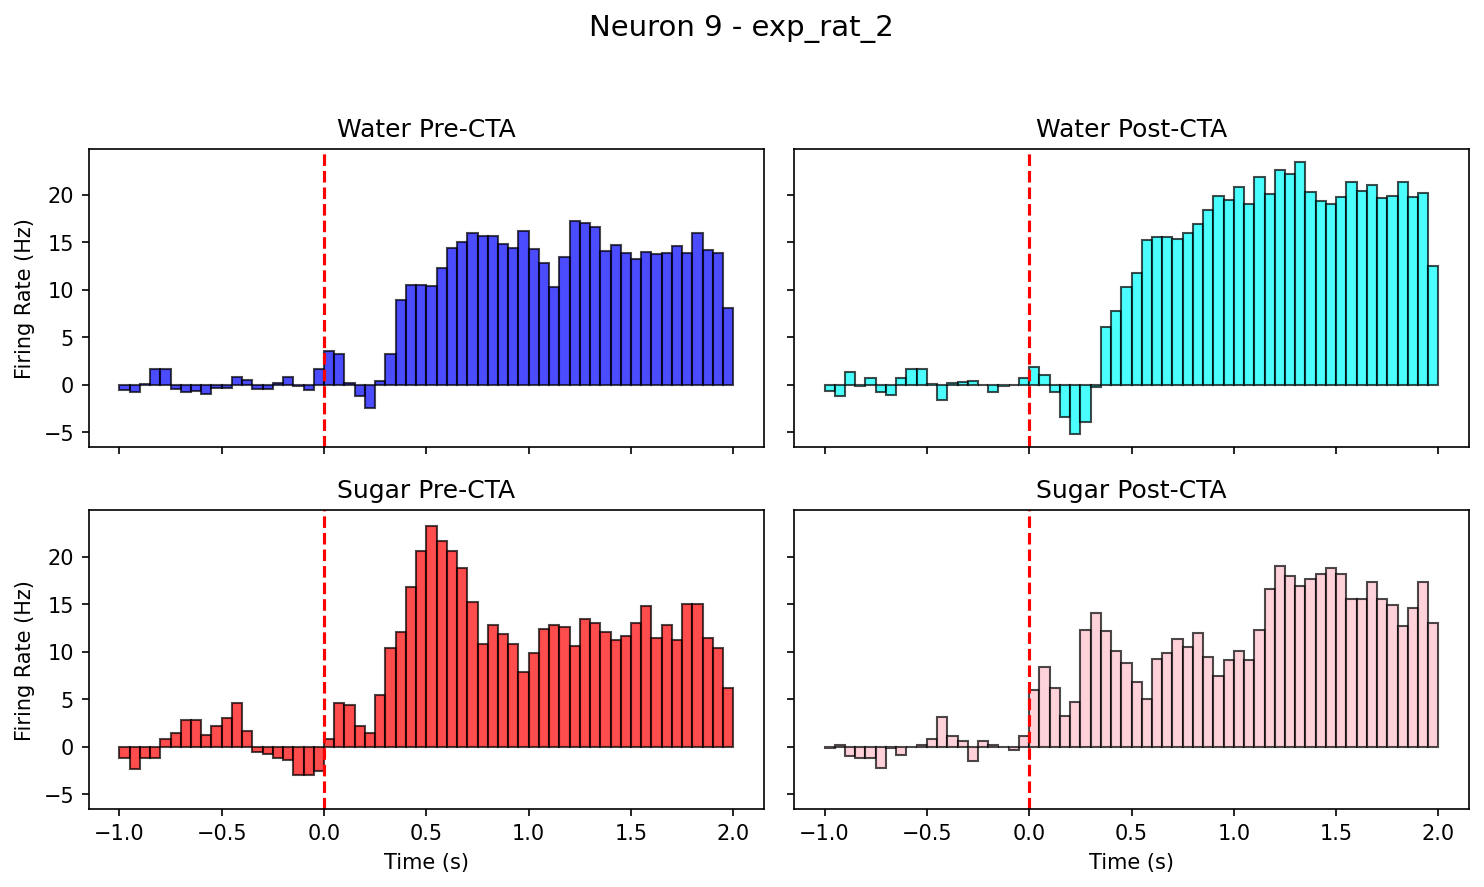 Neuron 9 - exp_rat_2
Water Pre-CTA
Water Post-CTA
Firing Rate (Hz)
20
15
10
5
0
−5
Sugar Pre-CTA
Sugar Post-CTA
Firing Rate (Hz)
20
15
10
5
0
−5
−1.0 −0.5 0.0 0.5 1.0 1.5 2.0
−1.0 −0.5 0.0 0.5 1.0 1.5 2.0
Time (s)
Time (s)